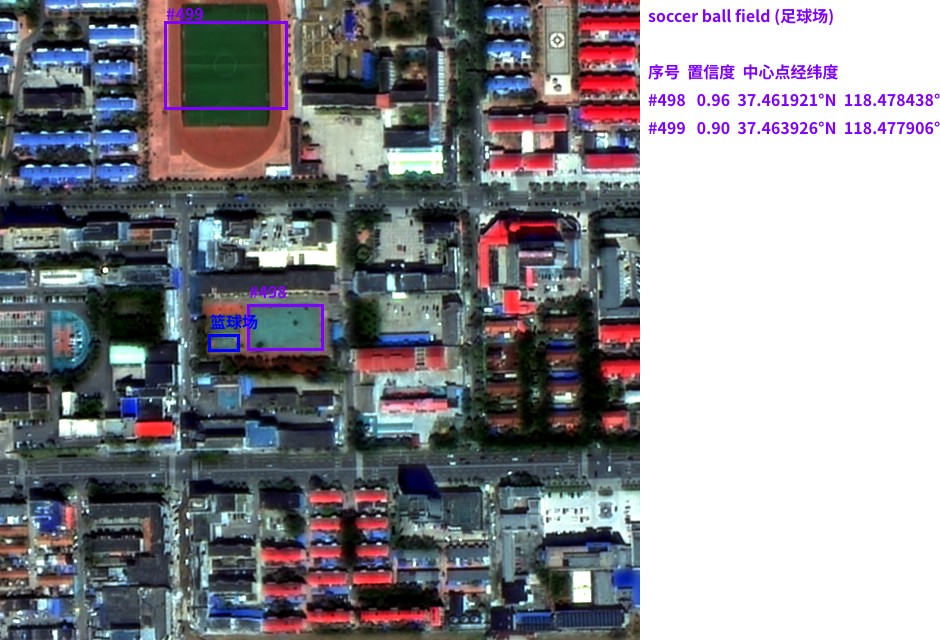 #499
#498
篮球场
soccer ball field (足球场)
序号 置信度 中心点经纬度
#498 0.96 37.461921°N 118.478438°
#499 0.90 37.463926°N 118.477906°